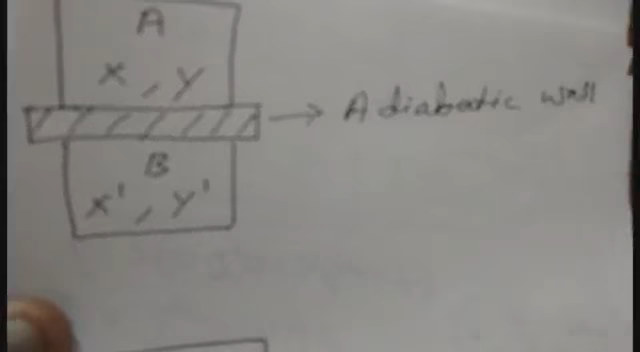 A
X , Y
Adiabatic wall
B
X' , Y'